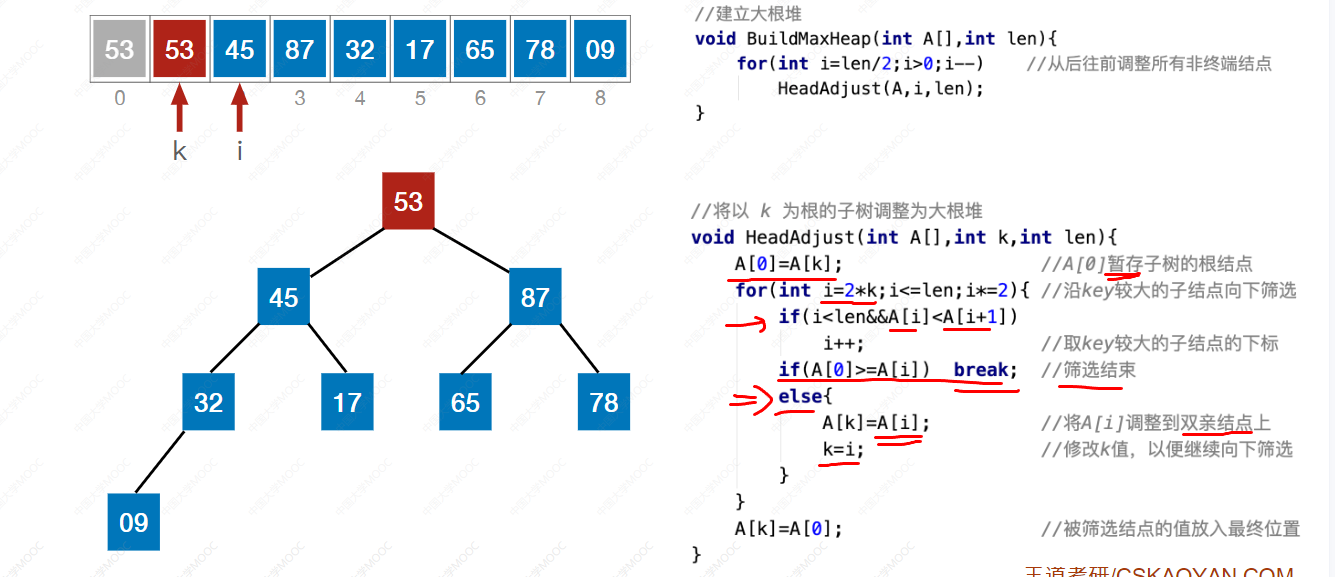 53 53 45 87 32 17 65 78 09
0 3 4 5 6 7 8
k i
53
45 87
32 17 65 78
09
//建立大根堆
void BuildMaxHeap(int A[],int len){
for(int i=len/2;i>0;i--) //从后往前调整所有非终端结点
HeadAdjust(A,i,len);
}
//将以 k 为根的子树调整为大根堆
void HeadAdjust(int A[],int k,int len){
A[0]=A[k]; //A[0]暂存子树的根结点
for(int i=2*k;i<=len;i*=2){ //沿key较大的子结点向下筛选
if(i<len&&A[i]<A[i+1])
i++; //取key较大的子结点的下标
if(A[0]>=A[i]) break; //筛选结束
else{
A[k]=A[i]; //将A[i]调整到双亲结点上
k=i; //修改k值，以便继续向下筛选
}
}
A[k]=A[0]; //被筛选结点的值放入最终位置
}
王道考研/CSKAOYAN.COM